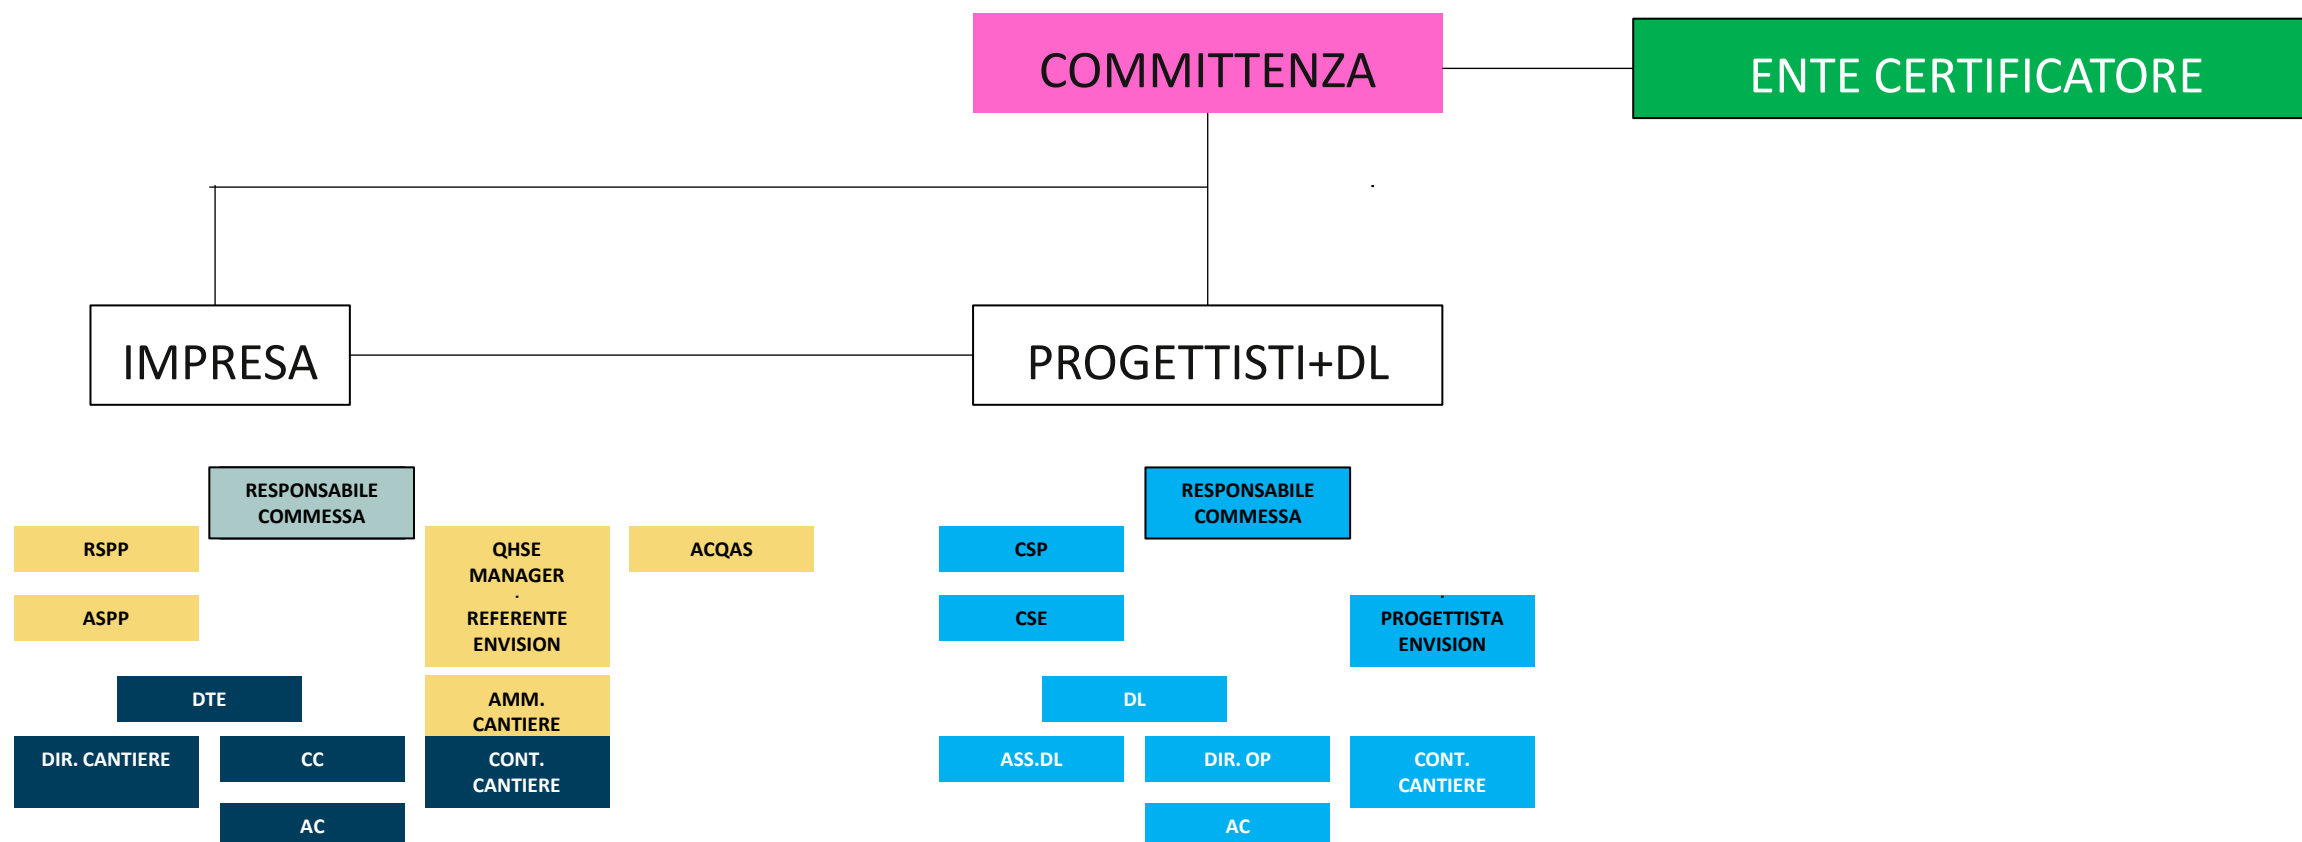 COMMITTENZA
ENTE CERTIFICATORE
IMPRESA
PROGETTISTI+DL
RESPONSABILE
COMMESSA
RSPP
QHSE
MANAGER
REFERENTE
ENVISION
ACQAS
ASPP
DTE
AMM.
CANTIERE
DIR. CANTIERE
CC
CONT.
CANTIERE
AC
RESPONSABILE
COMMESSA
CSP
CSE
PROGETTISTA
ENVISION
DL
ASS.DL
DIR. OP
CONT.
CANTIERE
AC